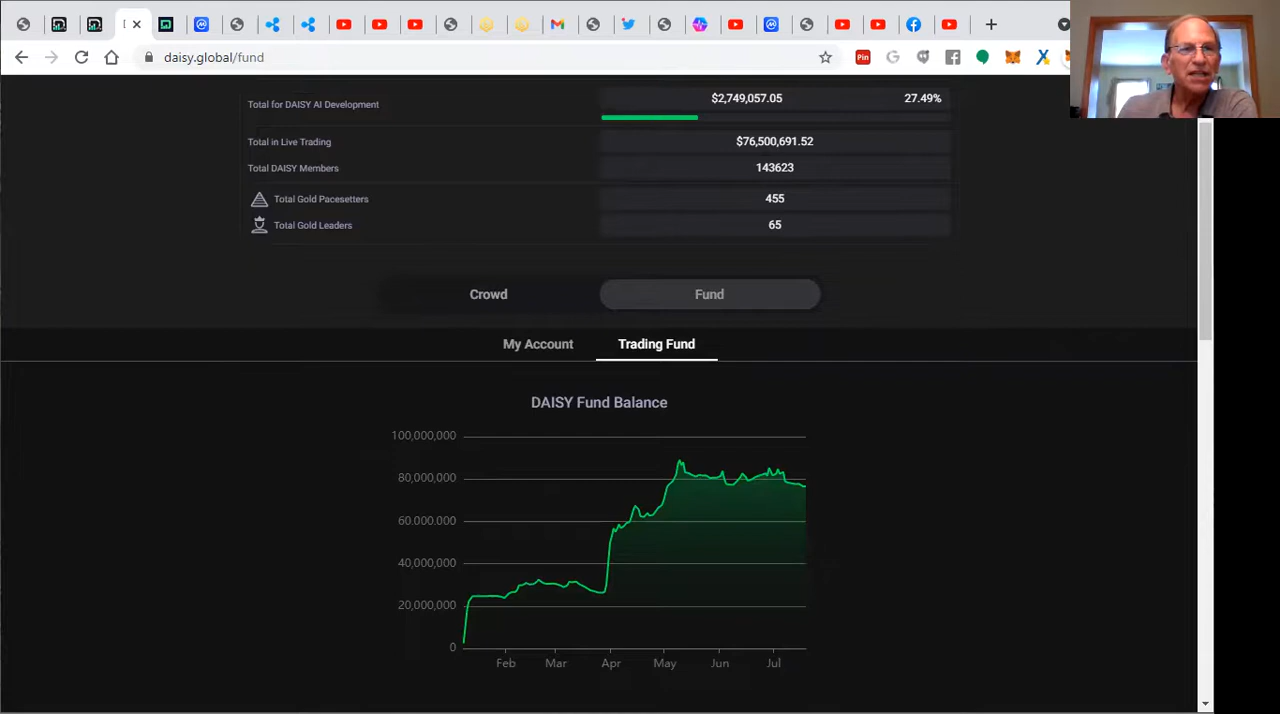 daisy.global/fund
Pin
Total for DAISY AI Development $2,749,057.05 27.49%
Total in Live Trading $76,500,691.52
Total DAISY Members 143623
Total Gold Pacesetters 455
Total Gold Leaders 65
Crowd Fund
My Account Trading Fund
DAISY Fund Balance
100,000,000
80,000,000
60,000,000
40,000,000
20,000,000
0
Feb Mar Apr May Jun Jul